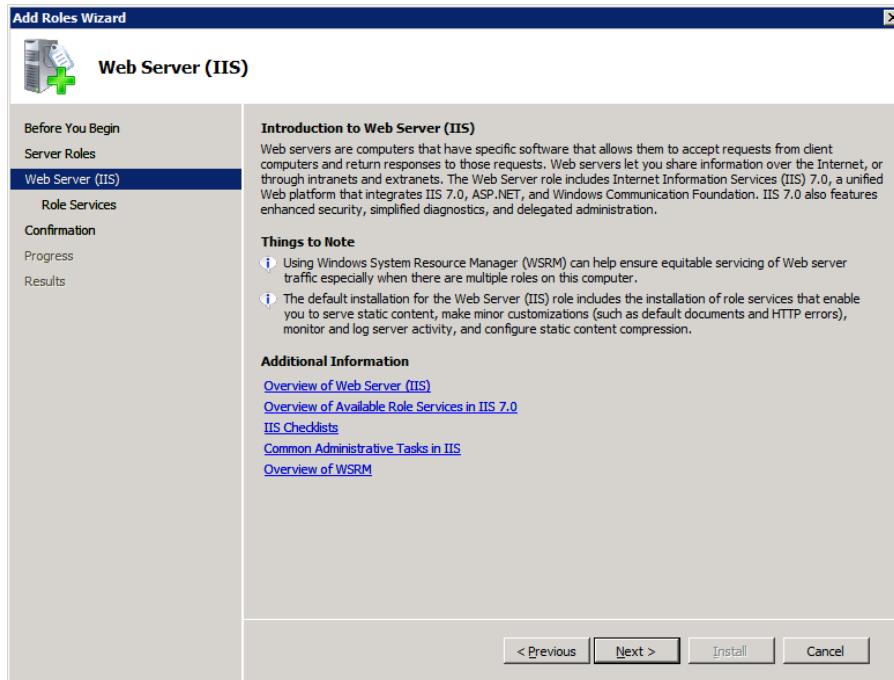 Add Roles Wizard
Web Server (IIS)
Before You Begin
Server Roles
Web Server (IIS)
Role Services
Confirmation
Progress
Results
Introduction to Web Server (IIS)
Web servers are computers that have specific software that allows them to accept requests from client
computers and return responses to those requests. Web servers let you share information over the Internet, or
through intranets and extranets. The Web Server role includes Internet Information Services (IIS) 7.0, a unified
Web platform that integrates IIS 7.0, ASP.NET, and Windows Communication Foundation. IIS 7.0 also features
enhanced security, simplified diagnostics, and delegated administration.
Things to Note
Using Windows System Resource Manager (WSRM) can help ensure equitable servicing of Web server
traffic especially when there are multiple roles on this computer.
The default installation for the Web Server (IIS) role includes the installation of role services that enable
you to serve static content, make minor customizations (such as default documents and HTTP errors),
monitor and log server activity, and configure static content compression.
Additional Information
Overview of Web Server (IIS)
Overview of Available Role Services in IIS 7.0
IIS Checklists
Common Administrative Tasks in IIS
Overview of WSRM
< Previous
Next >
Install
Cancel